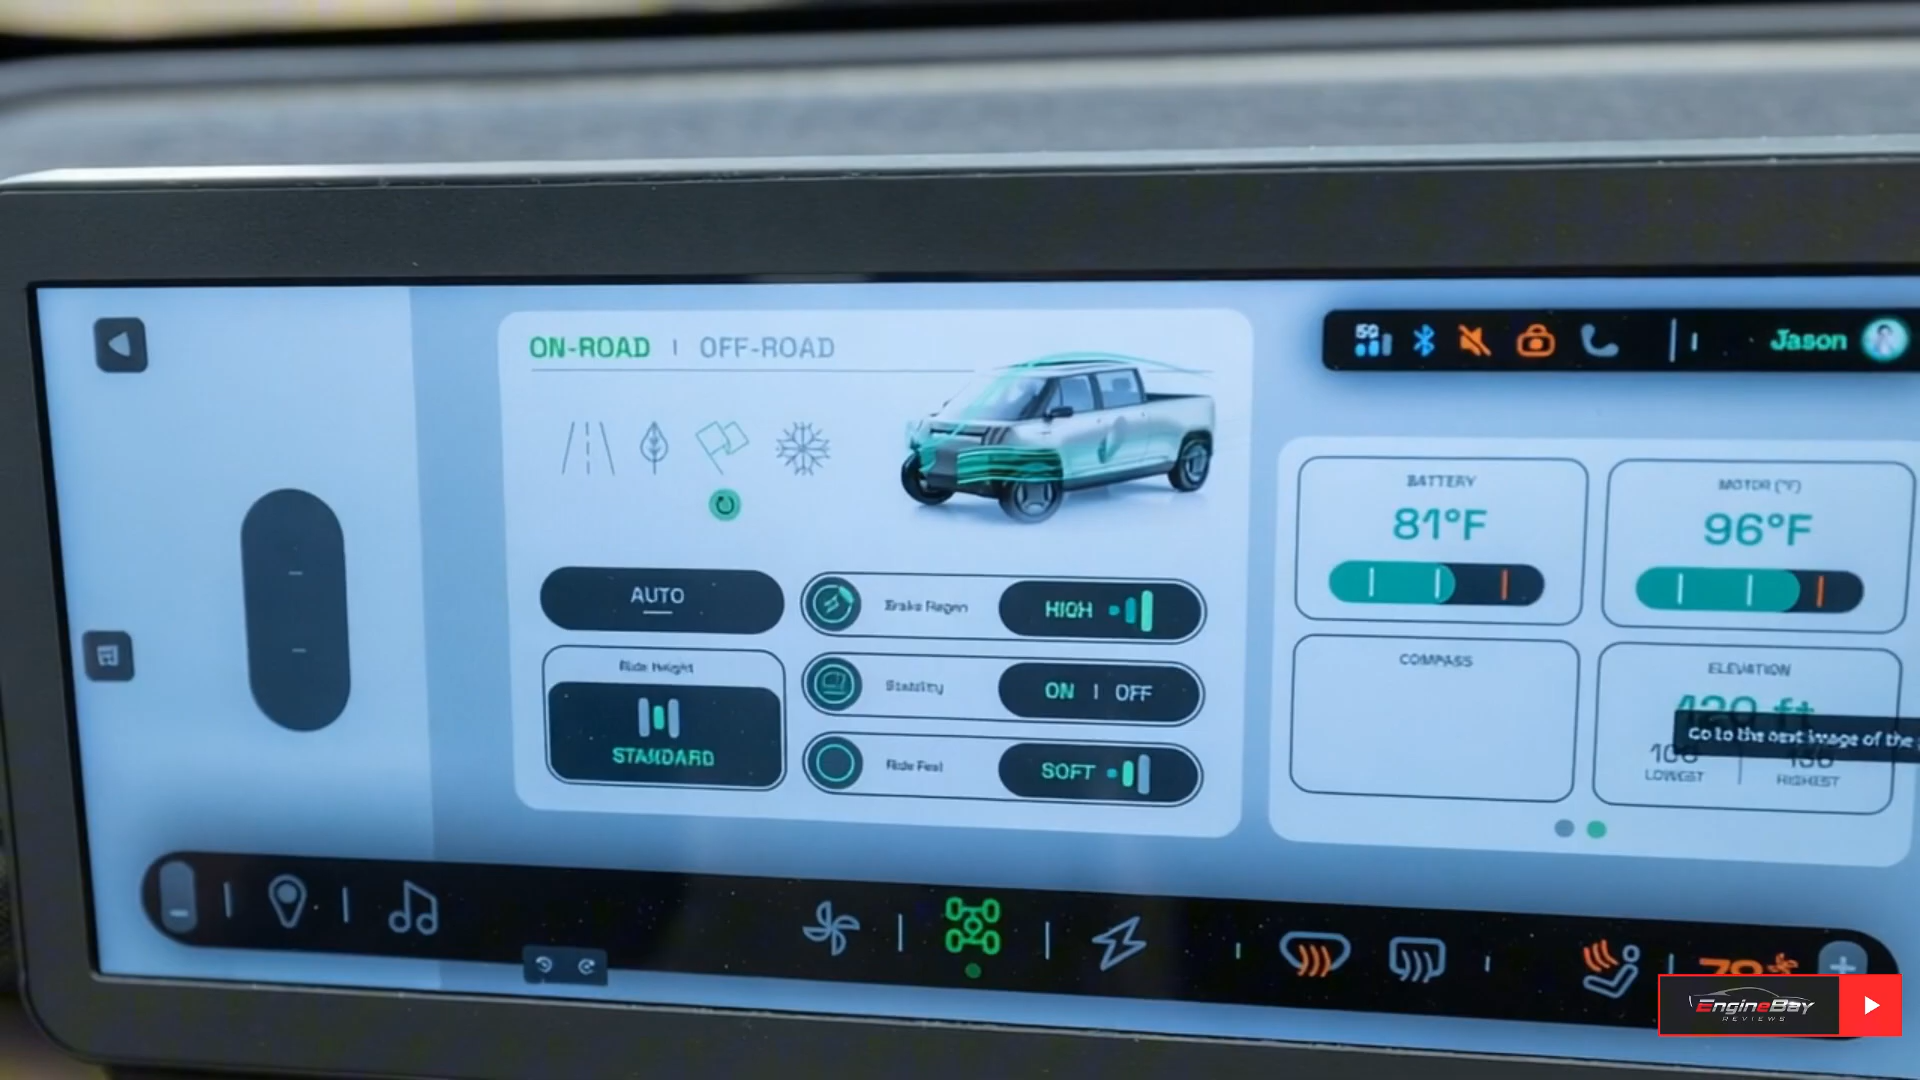 ON-ROAD | OFF-ROAD
5G
Jason
BATTERY
81°F
MOTOR (°F)
96°F
AUTO
Brake Regen
HIGH
Ride Height
STANDARD
Stability
ON | OFF
Ride Feel
SOFT
COMPASS
ELEVATION
Go to the next image of the
LOWEST
HIGHEST
EngineBay
REVIEWS